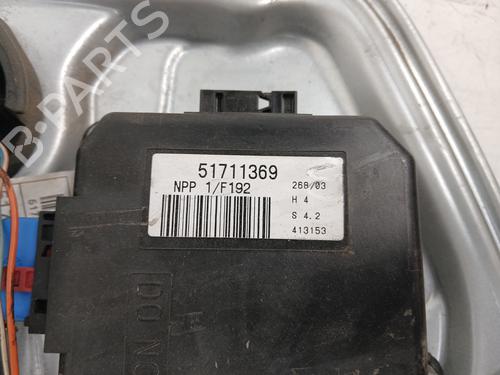 B-PARTS
51711369
NPP 1/F192
268/03
H 4
S 4.2
413153